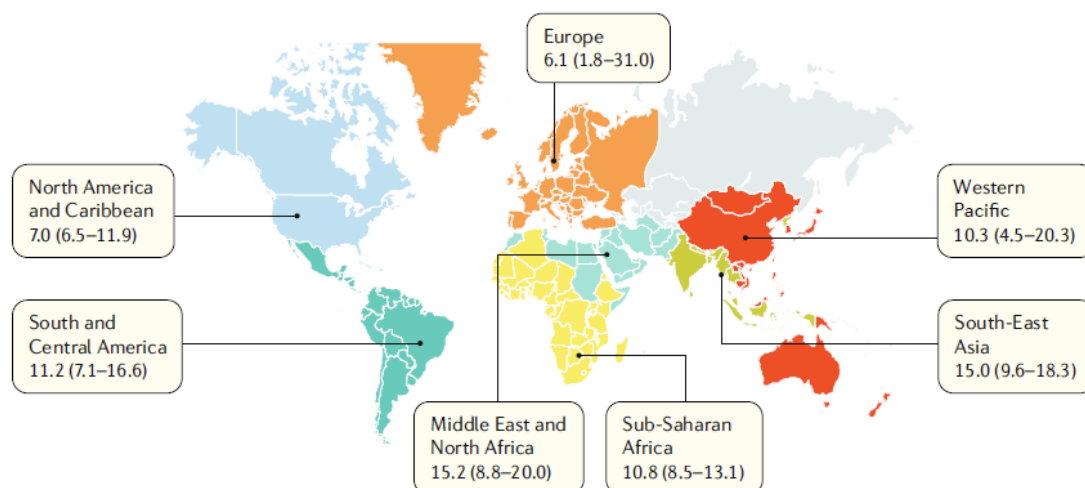 Europe
6.1 (1.8–31.0)
North America
and Caribbean
7.0 (6.5–11.9)
Western
Pacific
10.3 (4.5–20.3)
South and
Central America
11.2 (7.1–16.6)
South-East
Asia
15.0 (9.6–18.3)
Middle East and
North Africa
15.2 (8.8–20.0)
Sub-Saharan
Africa
10.8 (8.5–13.1)